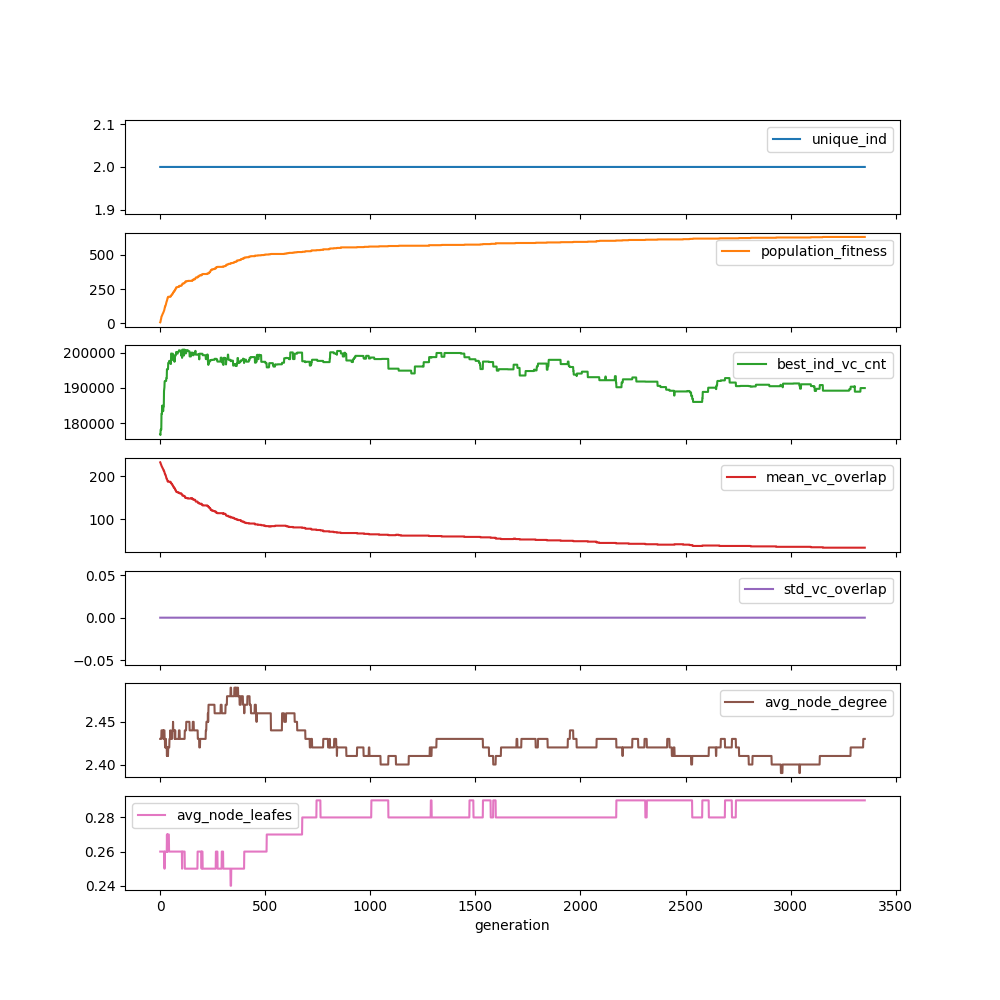 2.1
2.0
1.9
unique_ind
500
250
0
population_fitness
200000
190000
180000
best_ind_vc_cnt
200
100
mean_vc_overlap
0.05
0.00
−0.05
std_vc_overlap
2.45
2.40
avg_node_degree
0.28
0.26
0.24
avg_node_leafes
0 500 1000 1500 2000 2500 3000 3500
generation